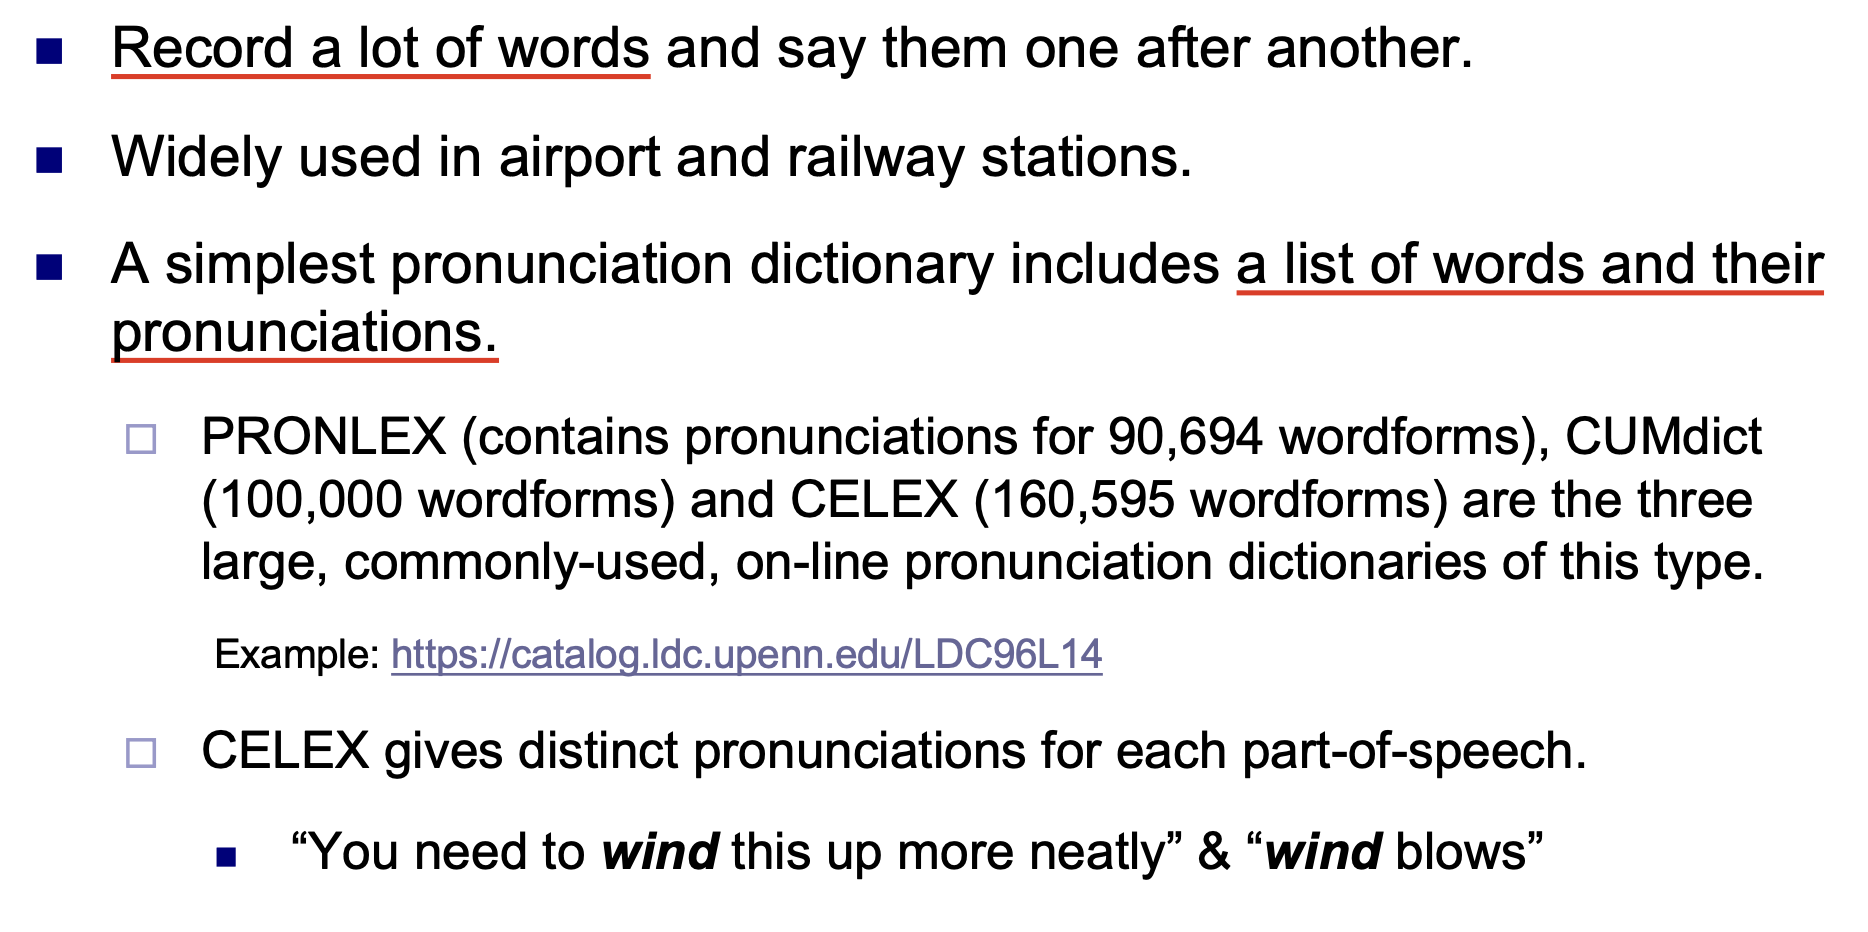 Record a lot of words and say them one after another.
Widely used in airport and railway stations.
A simplest pronunciation dictionary includes a list of words and their
pronunciations.
PRONLEX (contains pronunciations for 90,694 wordforms), CUMdict
(100,000 wordforms) and CELEX (160,595 wordforms) are the three
large, commonly-used, on-line pronunciation dictionaries of this type.
Example: https://catalog.ldc.upenn.edu/LDC96L14
CELEX gives distinct pronunciations for each part-of-speech.
“You need to wind this up more neatly” & “wind blows”